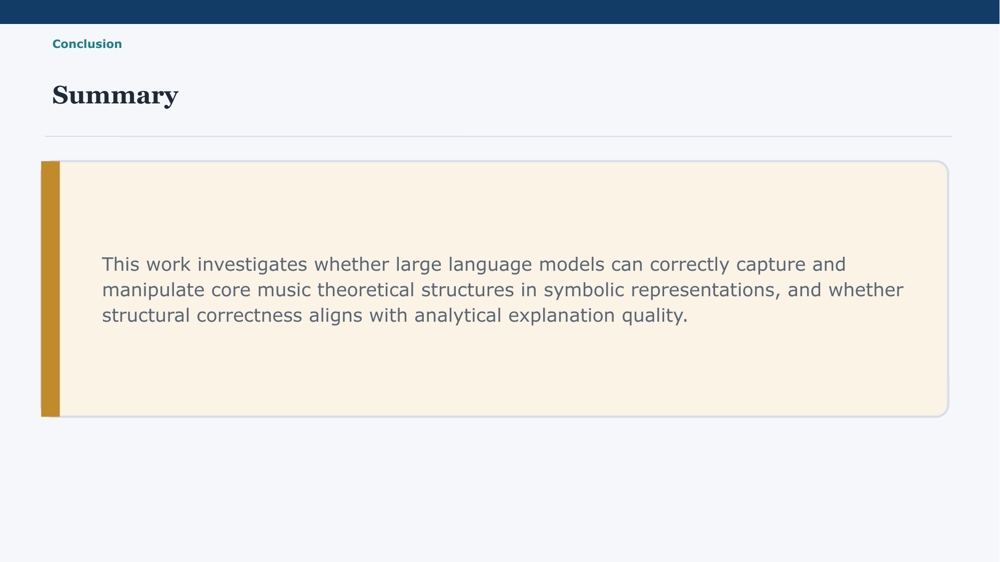 Conclusion
Summary
This work investigates whether large language models can correctly capture and
manipulate core music theoretical structures in symbolic representations, and whether
structural correctness aligns with analytical explanation quality.